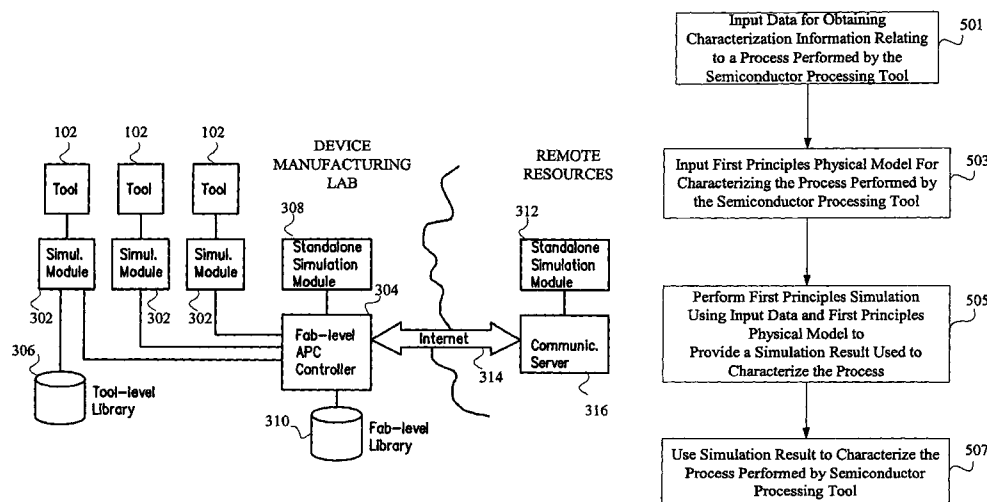 102
102
102
Tool
Tool
Tool
Simul.
Module
Simul.
Module
Simul.
Module
302
302
302
306
Tool-level
Library
DEVICE
MANUFACTURING
LAB
308
Standalone
Simulation
Module
304
Fab-level
APC
Controller
310
Fab-level
Library
Internet
314
REMOTE
RESOURCES
312
Standalone
Simulation
Module
Communic.
Server
316
Input Data for Obtaining
Characterization Information Relating
to a Process Performed by the
Semiconductor Processing Tool
501
Input First Principles Physical Model For
Characterizing the Process Performed by
the Semiconductor Processing Tool
503
Perform First Principles Simulation
Using Input Data and First Principles
Physical Model to
Provide a Simulation Result Used to
Characterize the Process
505
Use Simulation Result to Characterize the
Process Performed by Semiconductor
Processing Tool
507